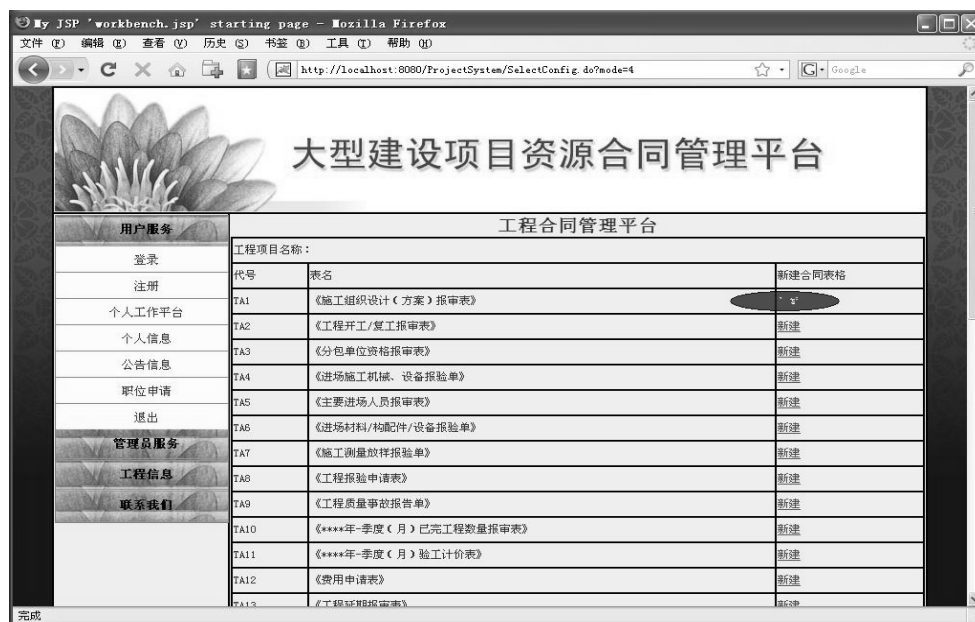 My JSP 'workbench.jsp' starting page - Mozilla Firefox
文件 (F) 编辑 (E) 查看 (V) 历史 (S) 书签 (B) 工具 (T) 帮助 (H)
http://localhost:8080/ProjectSystem/SelectConfig.do?mode=4 G Google
大型建设项目资源合同管理平台
用户服务
登录
注册
个人工作平台
个人信息
公告信息
职位申请
退出
管理员服务
工程信息
联系我们
工程合同管理平台
工程项目名称：
代号 表名 新建合同表格
TA1 《施工组织设计（方案）报审表》
TA2 《工程开工/复工报审表》 新建
TA3 《分包单位资格报审表》 新建
TA4 《进场施工机械、设备报验单》 新建
TA5 《主要进场人员报审表》 新建
TA6 《进场材料/构配件/设备报验单》 新建
TA7 《施工测量放样报验单》 新建
TA8 《工程报验申请表》 新建
TA9 《工程质量事故报告单》 新建
TA10 《****年-季度（月）已完工程数量报审表》 新建
TA11 《****年-季度（月）验工计价表》 新建
TA12 《费用申请表》 新建
TA13 《工程延期报审表》 新建
完成